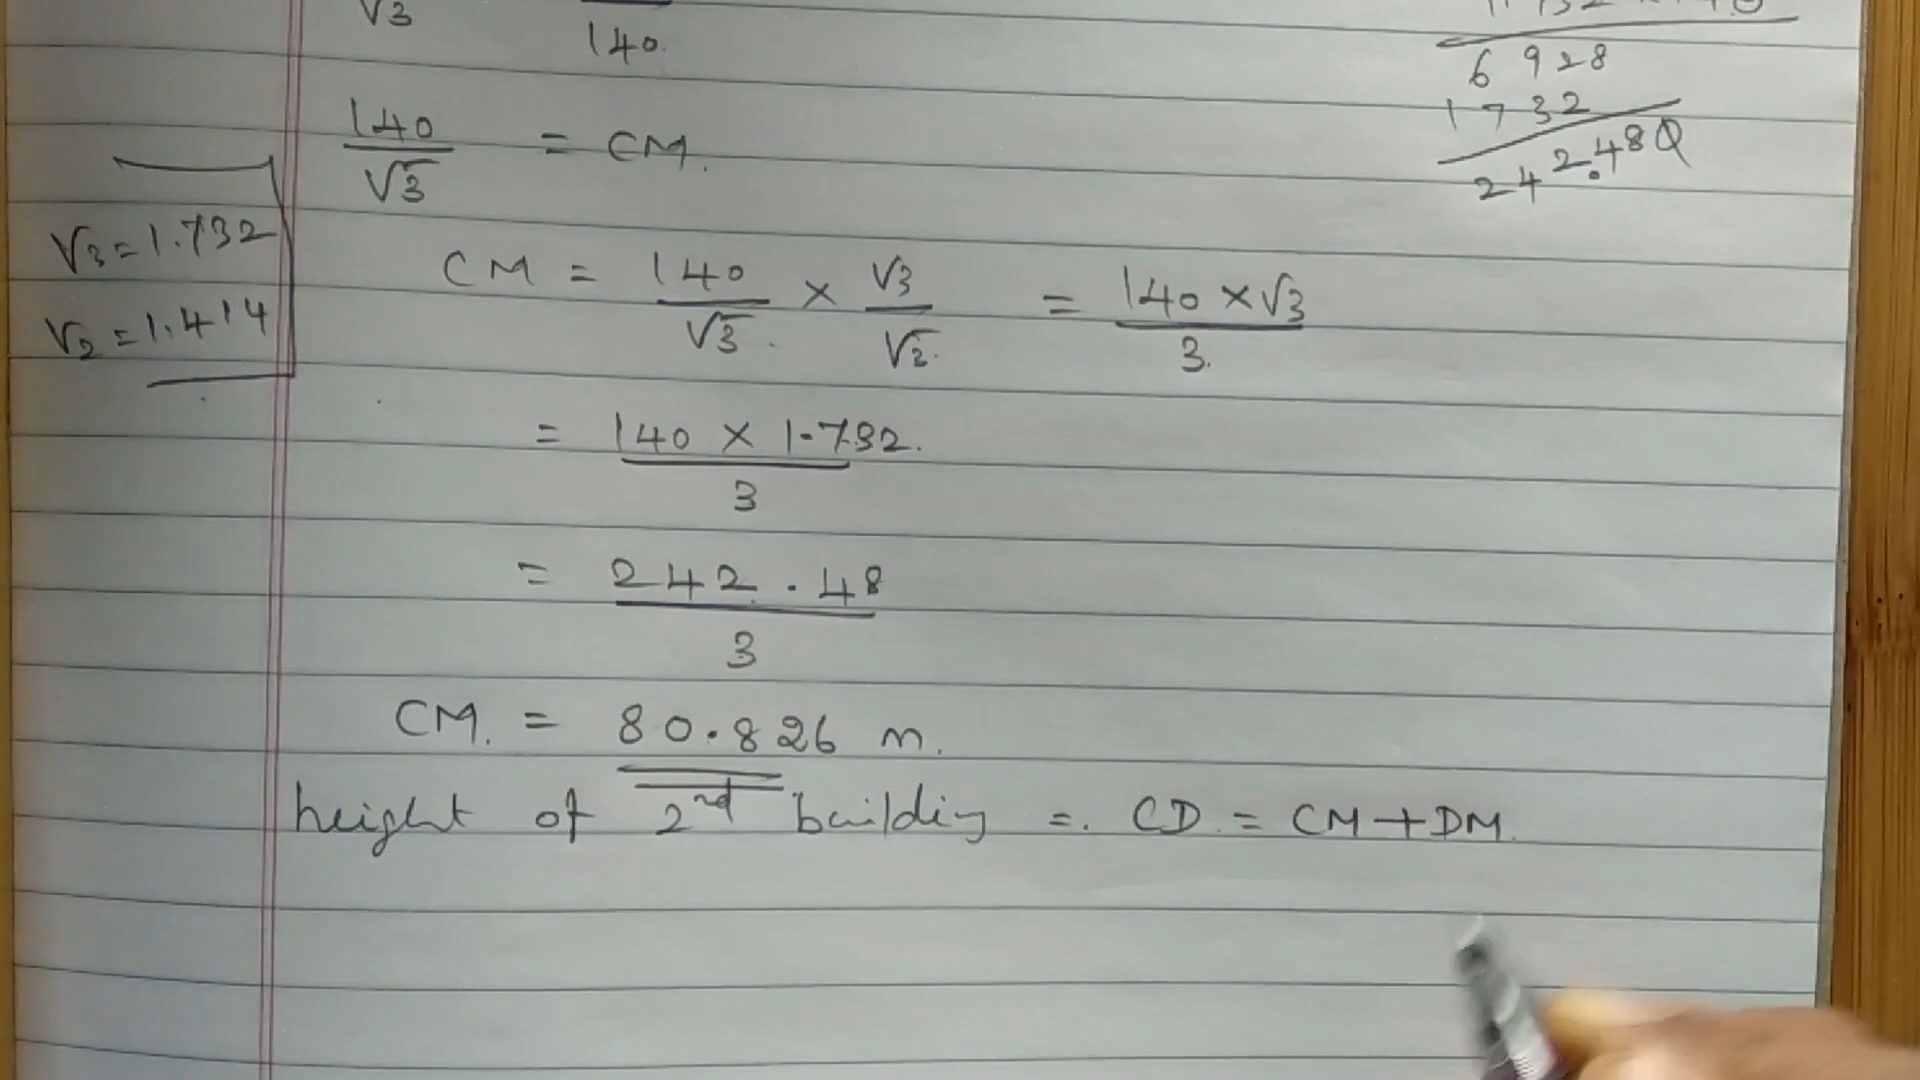 √3
140.
6928
1732
242.480
140/√3 = CM.
√3 = 1.732
√2 = 1.414
CM = 140/√3 × √3/√3 = 140 × √3/3
= 140 × 1.732/3
= 242.48/3
CM. = 80.826 m.
height of 2nd building =. CD = CM + DM.